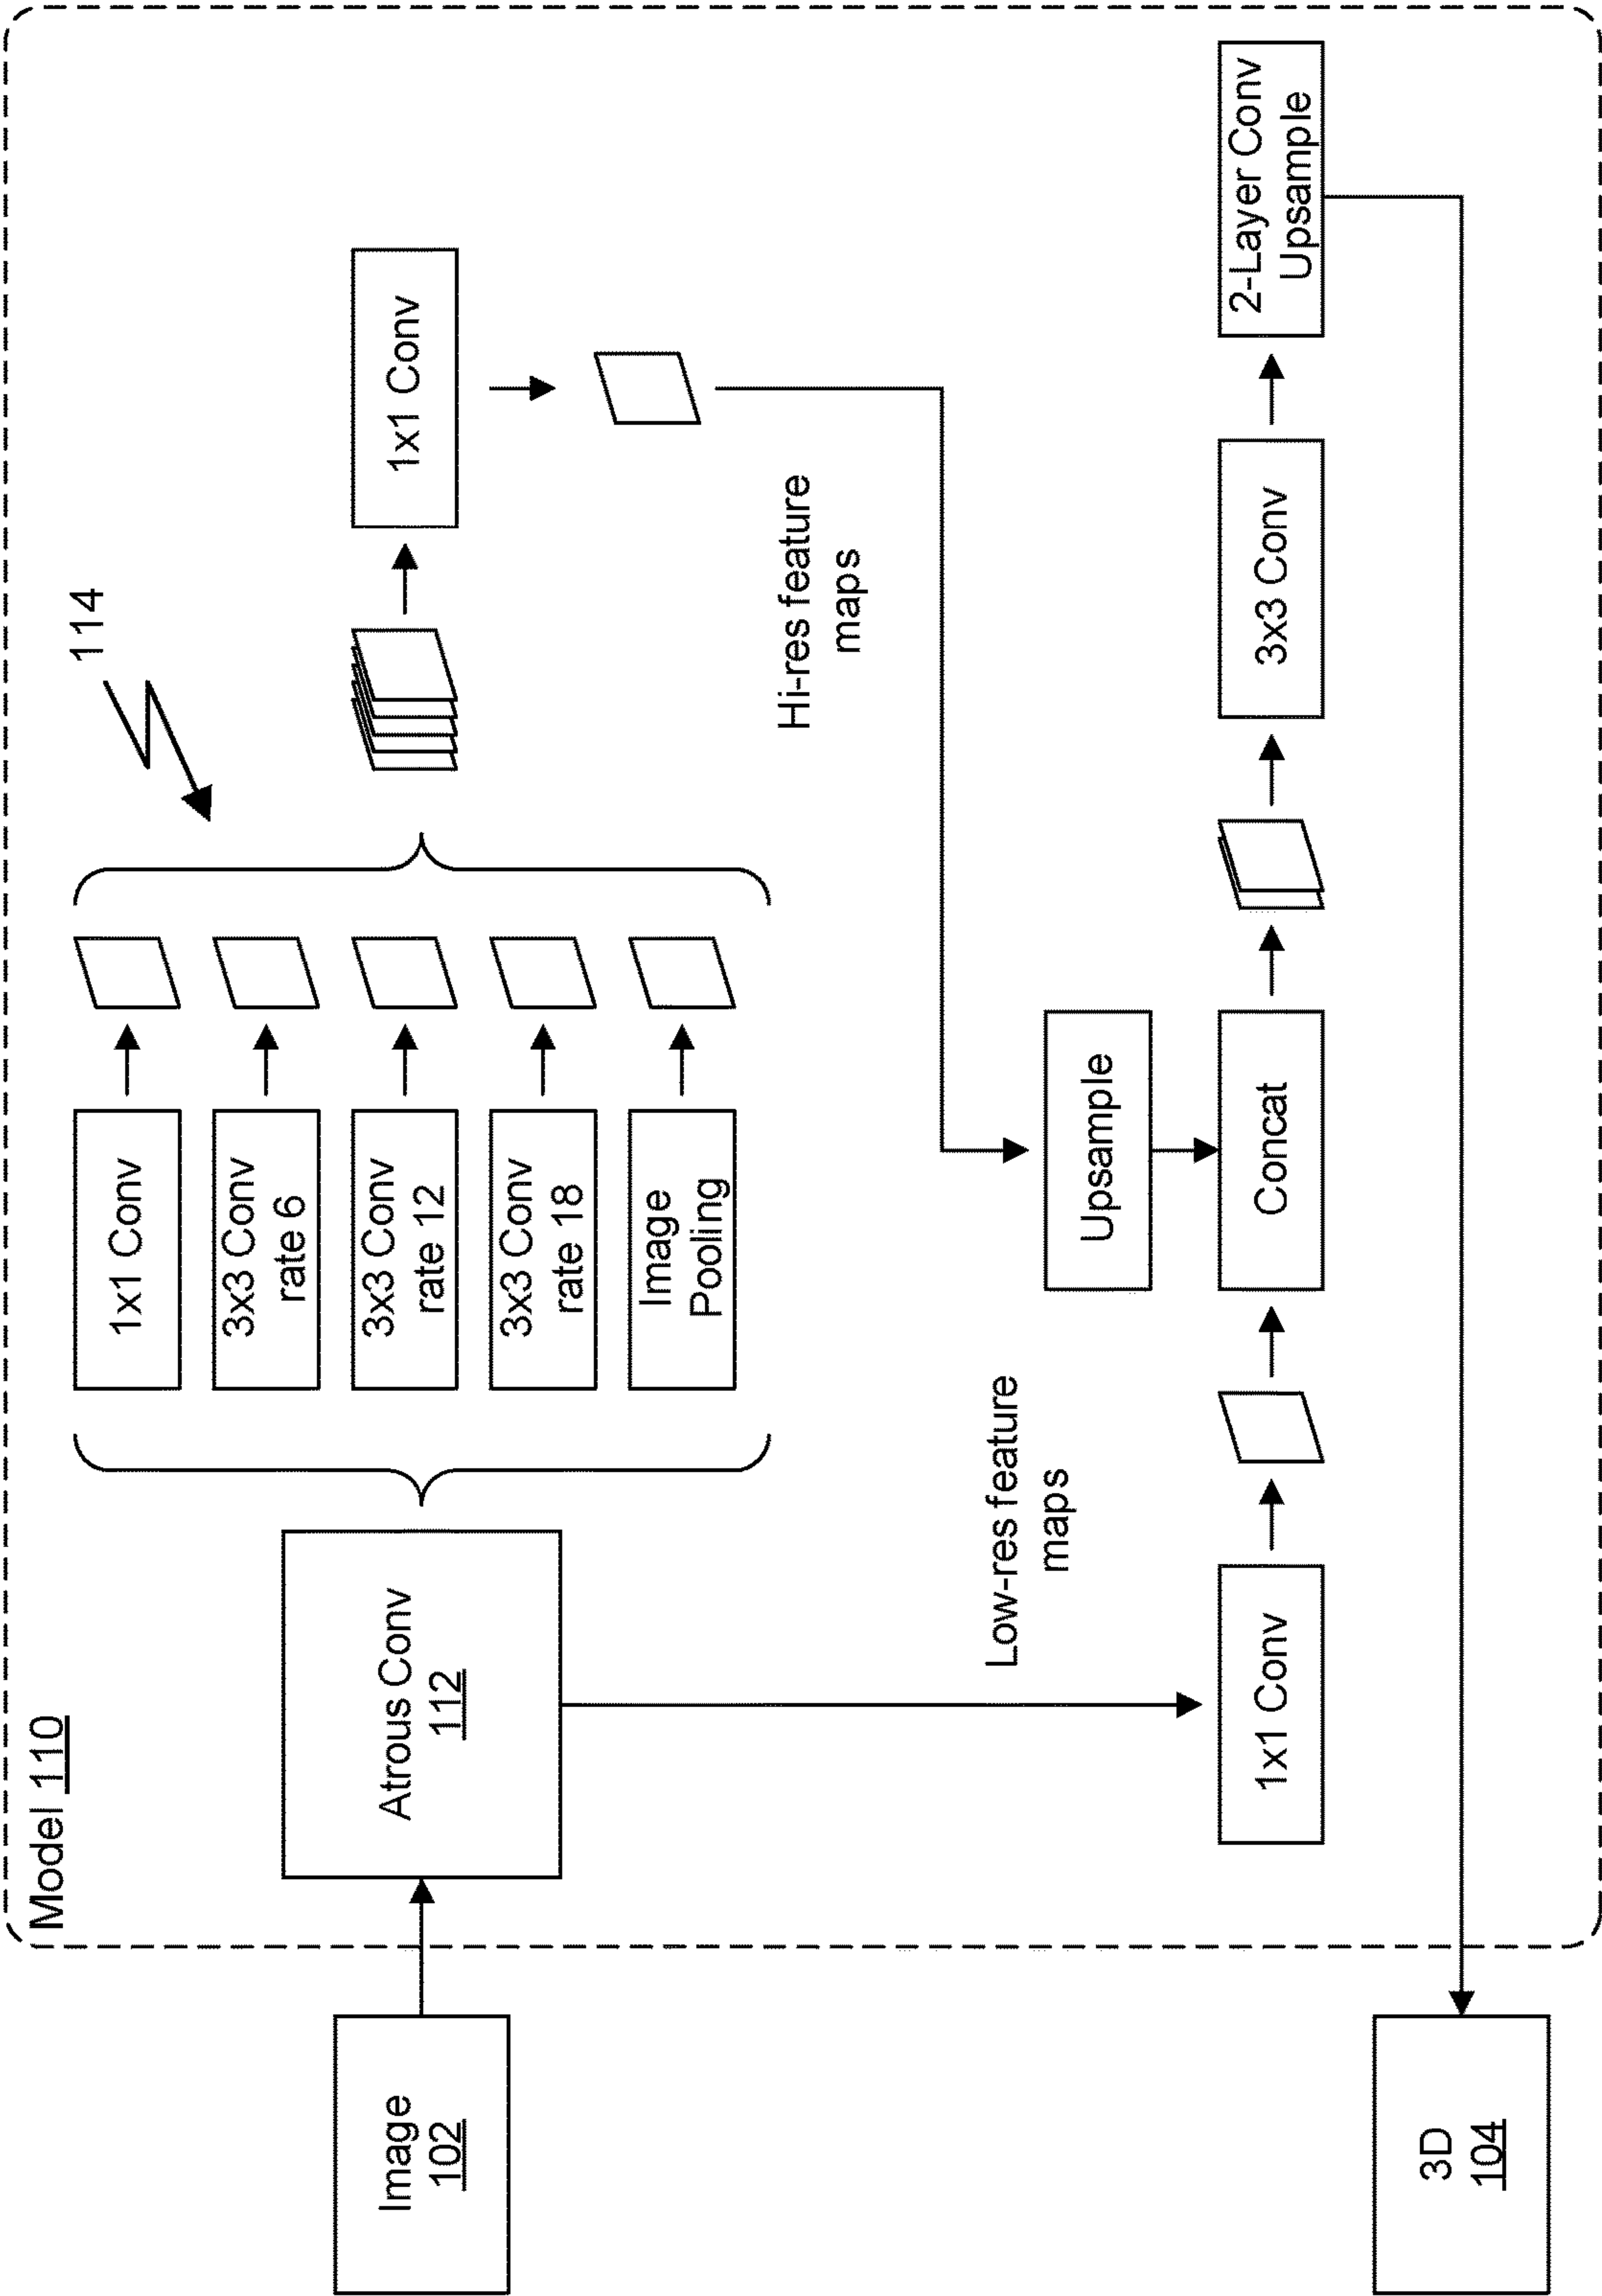 Model 110
114
Image
102
Atrous Conv
112
1x1 Conv
3x3 Conv
rate 6
3x3 Conv
rate 12
3x3 Conv
rate 18
Image
Pooling
1x1 Conv
Hi-res feature
maps
Low-res feature
maps
Upsample
1x1 Conv
Concat
3x3 Conv
2-Layer Conv
Upsample
3D
104